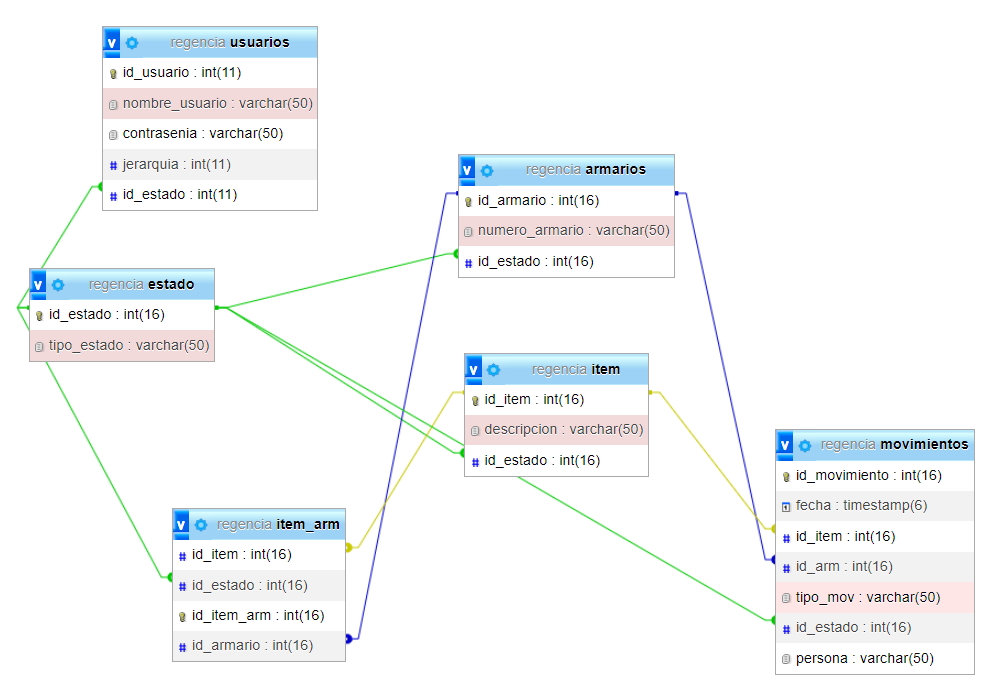 v regencia usuarios
id_usuario : int(11)
nombre_usuario : varchar(50)
contrasenia : varchar(50)
# jerarquia : int(11)
# id_estado : int(11)
v regencia armarios
id_armario : int(16)
numero_armario : varchar(50)
# id_estado : int(16)
v regencia estado
id_estado : int(16)
tipo_estado : varchar(50)
v regencia item
id_item : int(16)
descripcion : varchar(50)
# id_estado : int(16)
v regencia movimientos
id_movimiento : int(16)
fecha : timestamp(6)
# id_item : int(16)
# id_arm : int(16)
tipo_mov : varchar(50)
# id_estado : int(16)
persona : varchar(50)
v regencia item_arm
# id_item : int(16)
# id_estado : int(16)
id_item_arm : int(16)
# id_armario : int(16)